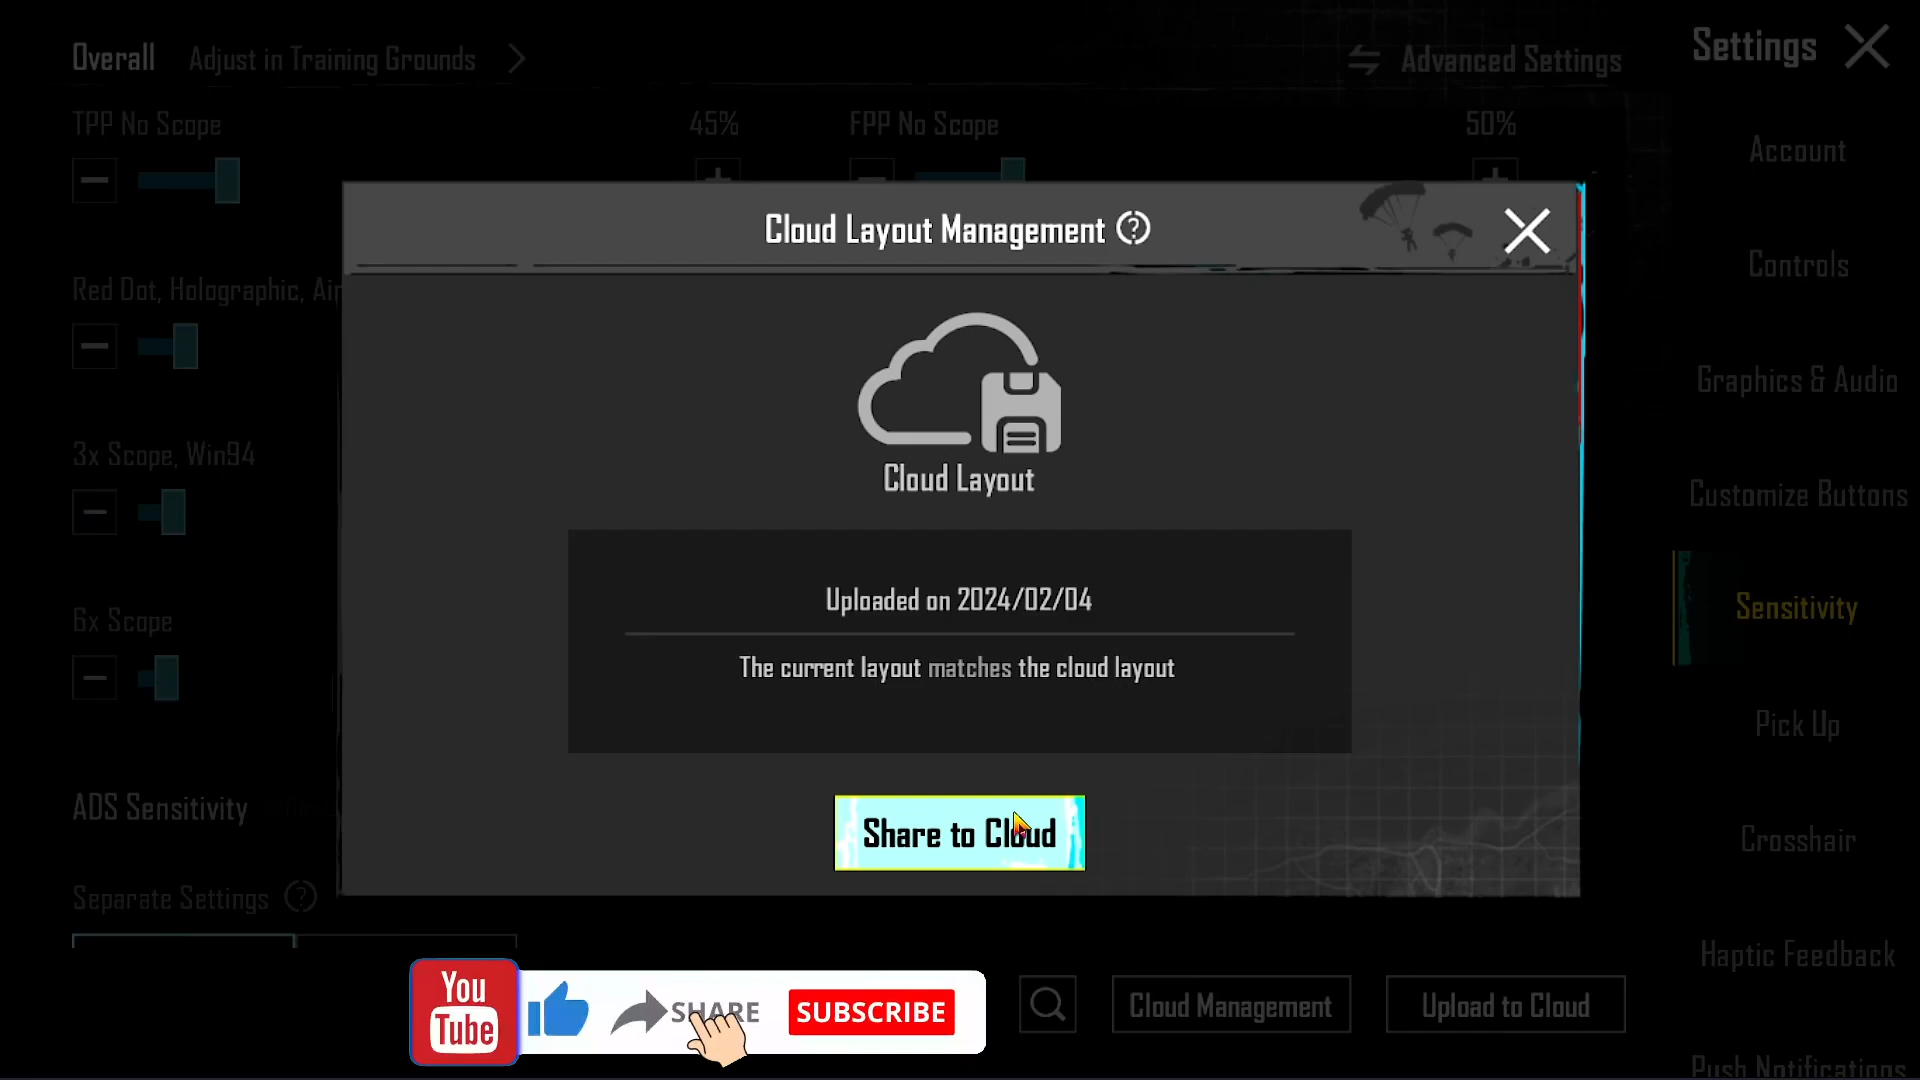 Overall
Adjust in Training Grounds
Advanced Settings
Settings
TPP No Scope
45%
FPP No Scope
50%
Account
Cloud Layout Management ?
Controls
Red Dot, Holographic, Air
Graphics & Audio
3x Scope, Win94
Cloud Layout
Customize Buttons
Uploaded on 2024/02/04
Sensitivity
6x Scope
The current layout matches the cloud layout
Pick Up
ADS Sensitivity
Share to Cloud
Crosshair
Separate Settings ?
Haptic Feedback
You
Tube
SHARE
SUBSCRIBE
Cloud Management
Upload to Cloud
Push Notifications